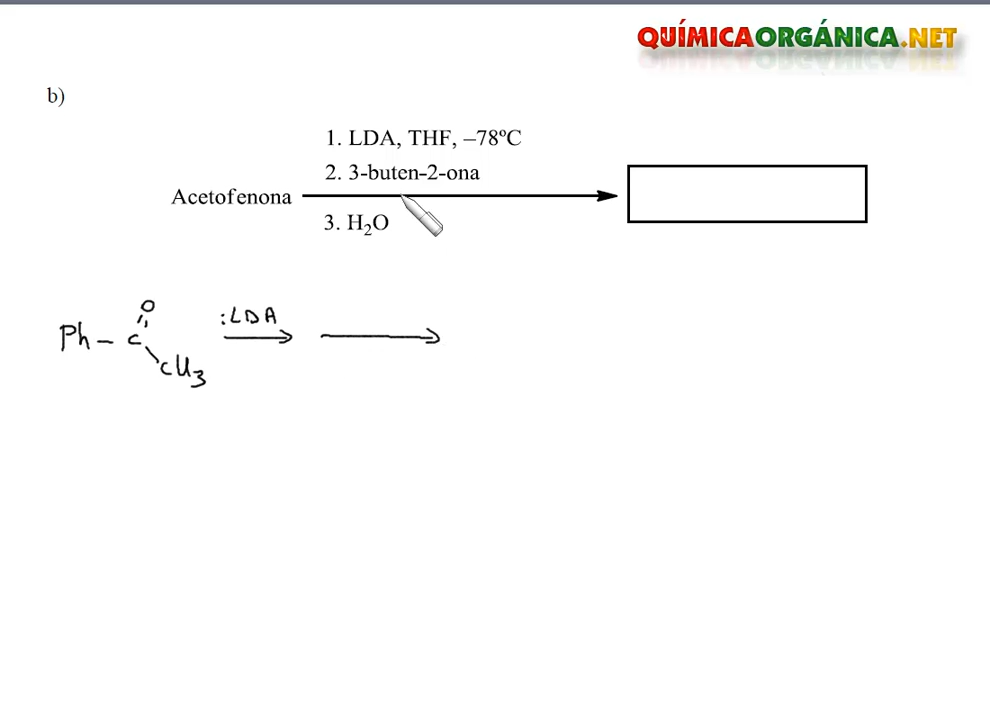 QUÍMICAORGÁNICA.NET
b)
1. LDA, THF, –78ºC
2. 3-buten-2-ona
Acetofenona
3. H₂O
O
:LDA
Ph – C
CH₃